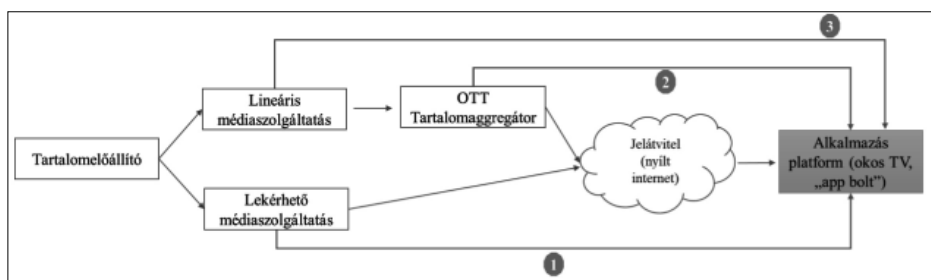 3
2
Lineáris
médiaszolgáltatás
OTT
Tartalomaggregátor
Tartalomelőállító
Jelátvitel
(nyílt
internet)
Alkalmazás
platform (okos TV,
„app bolt”)
Lekérhető
médiaszolgáltatás
1